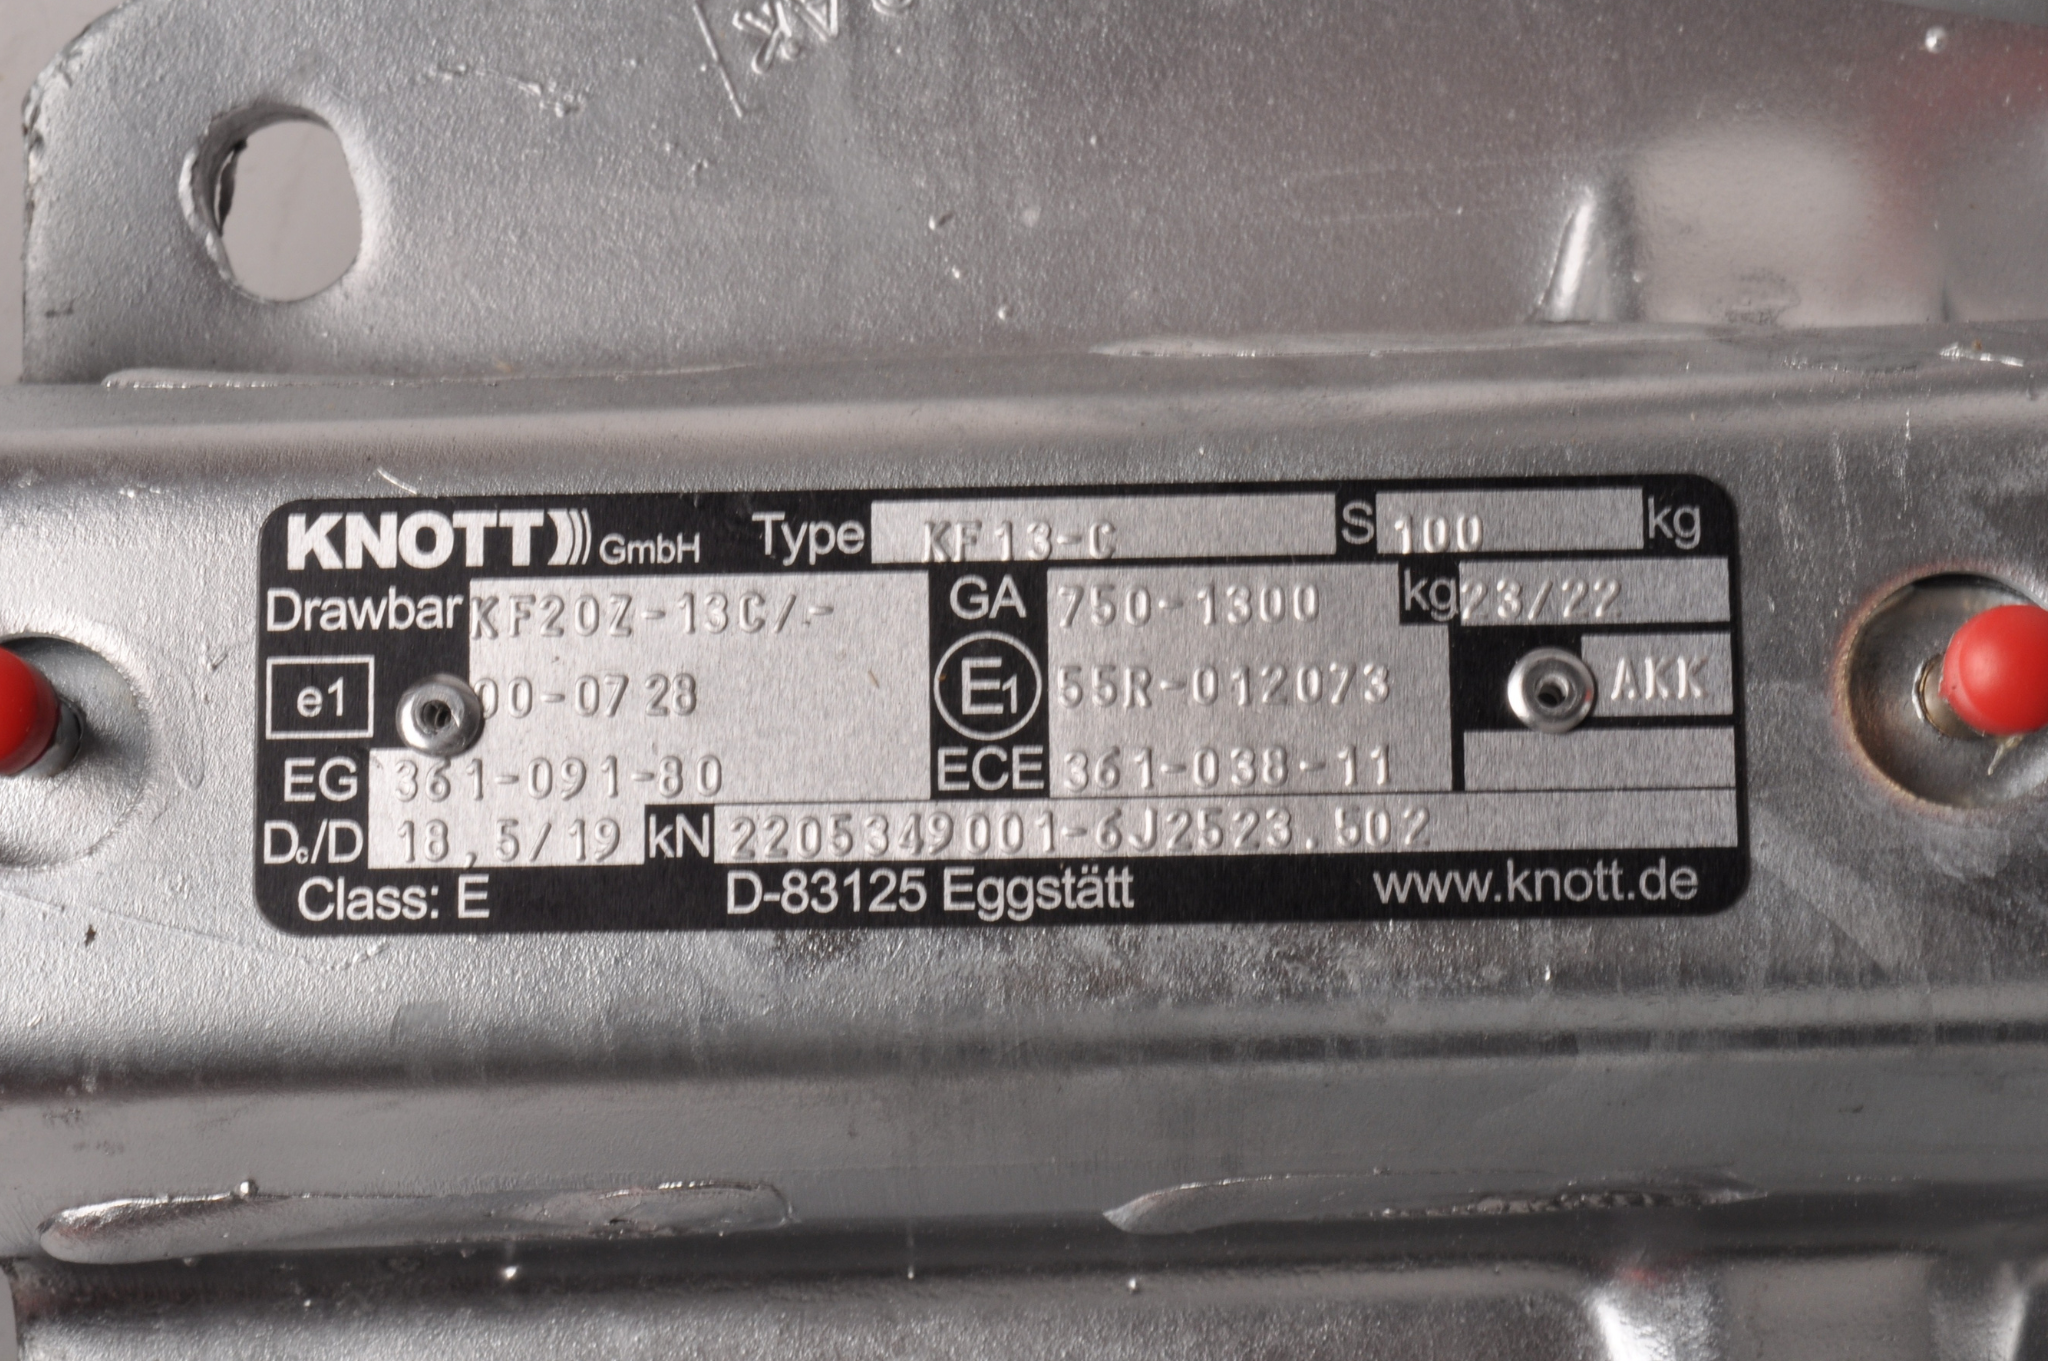 KNOTT GmbH Type KF13-C S 100 kg
Drawbar KF20Z-13C/.- GA 750-1300 kg 23/22
e1 00-0728 E1 55R-012073 AKK
EG 361-091-80 ECE 361-038-11
Dc/D 18,5/19 kN 2205349001-6J2523.502
Class: E D-83125 Eggstätt www.knott.de